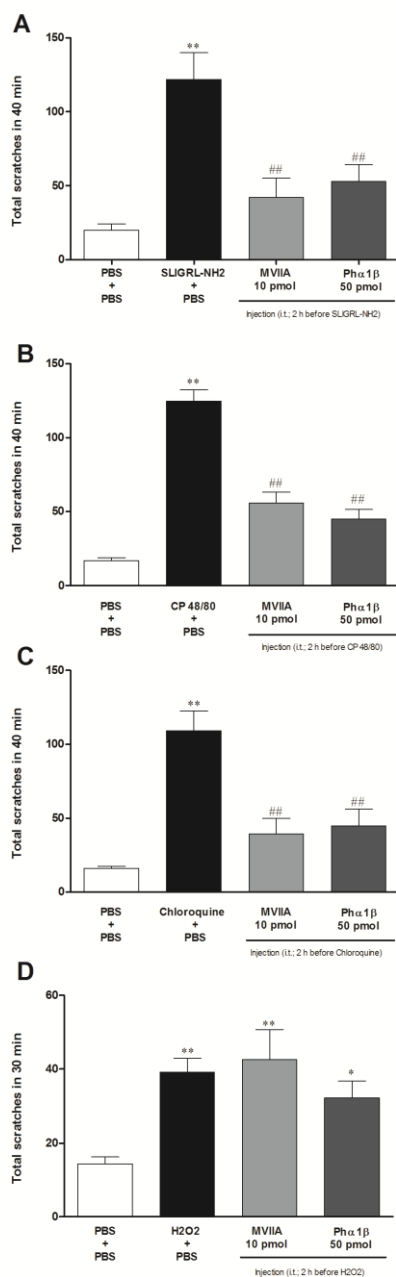 A
Total scratches in 40 min
150
100
50
0
**
##
##
PBS
+
PBS
SLIGRL-NH2
+
PBS
MVIIA
10 pmol
Phα1β
50 pmol
Injection (i.t.; 2 h before SLIGRL-NH2)
B
Total scratches in 40 min
150
100
50
0
**
##
##
PBS
+
PBS
CP 48/80
+
PBS
MVIIA
10 pmol
Phα1β
50 pmol
Injection (i.t.; 2 h before CP48/80)
C
Total scratches in 40 min
150
100
50
0
**
##
##
PBS
+
PBS
Chloroquine
+
PBS
MVIIA
10 pmol
Phα1β
50 pmol
Injection (i.t.; 2 h before Chloroquine)
D
Total scratches in 30 min
60
40
20
0
**
**
*
PBS
+
PBS
H2O2
+
PBS
MVIIA
10 pmol
Phα1β
50 pmol
Injection (i.t.; 2 h before H2O2)